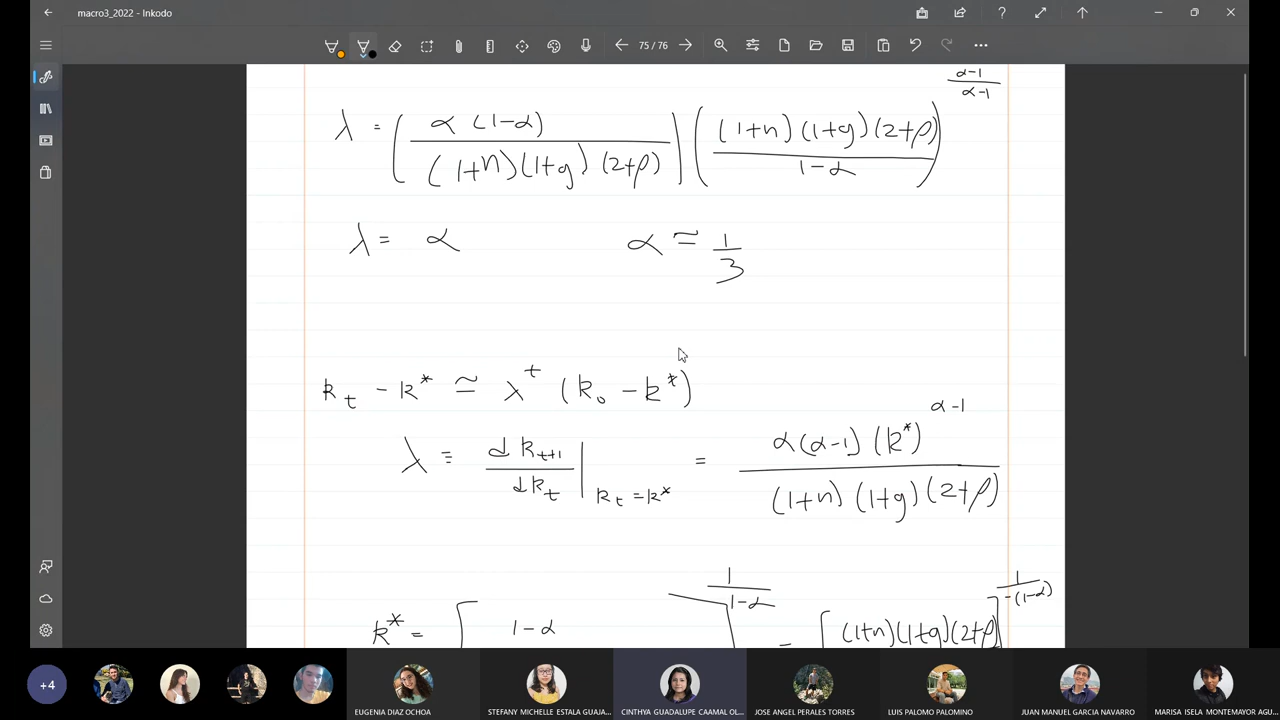 macro3_2022 - Inkodo
75 / 76
α-1 / α-1
λ = ( α (1-α) / (1+n)(1+g)(2+ρ) ) ( (1+n)(1+g)(2+ρ) / 1-α )
λ = α α ≅ 1/3
k_t - k* ≅ λ^t (k_0 - k*)
λ ≡ dk_{t+1} / dk_t | k_t = k* = α(α-1)(k*)^{α-1} / (1+n)(1+g)(2+ρ)
k* = [ 1-α ]^{1/1-α} = [ (1+n)(1+g)(2+ρ) ]^{1/-(1-α)}
+4
EUGENIA DIAZ OCHOA
STEFANY MICHELLE ESTALA GUAJA...
CINTHYA GUADALUPE CAAMAL OL...
JOSE ANGEL PERALES TORRES
LUIS PALOMO PALOMINO
JUAN MANUEL GARCIA NAVARRO
MARISA ISELA MONTEMAYOR AGU...